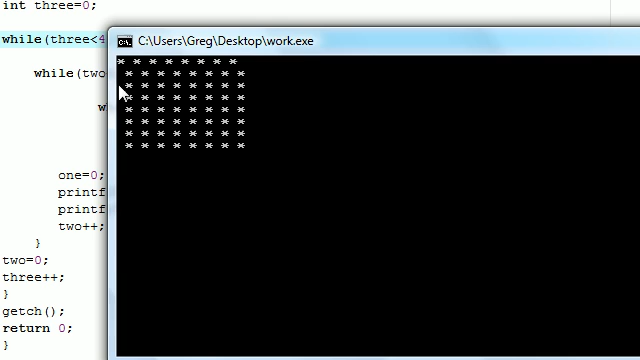 int three=0;
C:\Users\Greg\Desktop\work.exe
while(three<4
while(two
w
one=0;
printf
printf
two++;
}
two=0;
three++;
}
getch();
return 0;
}
* * * * * * * *
 * * * * * * * *
 * * * * * * * *
 * * * * * * * *
 * * * * * * * *
 * * * * * * * *
 * * * * * * * *
 * * * * * * * *